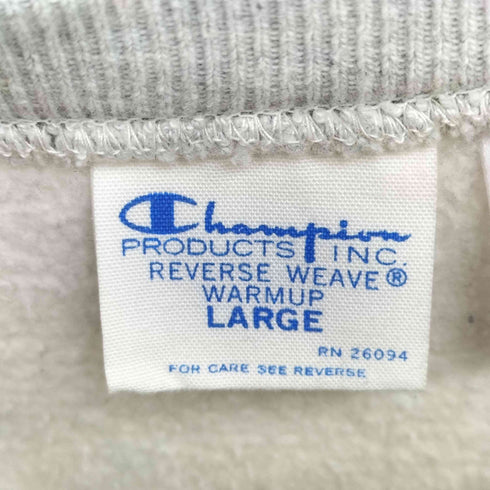 Champion
PRODUCTS INC.
REVERSE WEAVE®
WARMUP
LARGE
RN 26094
FOR CARE SEE REVERSE